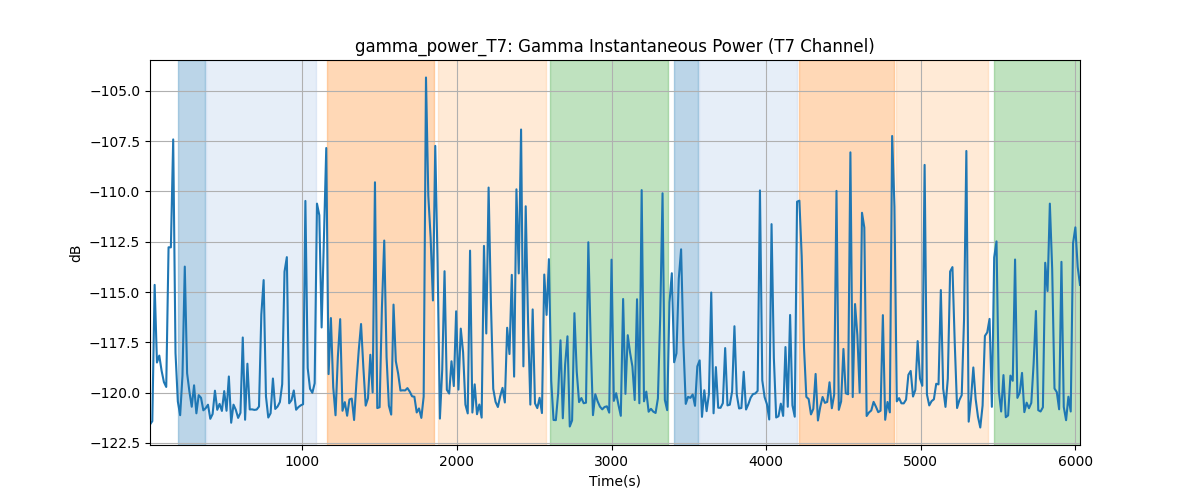 gamma_power_T7: Gamma Instantaneous Power (T7 Channel)
−105.0
−107.5
−110.0
−112.5
−115.0
−117.5
−120.0
−122.5
dB
1000 2000 3000 4000 5000 6000
Time(s)